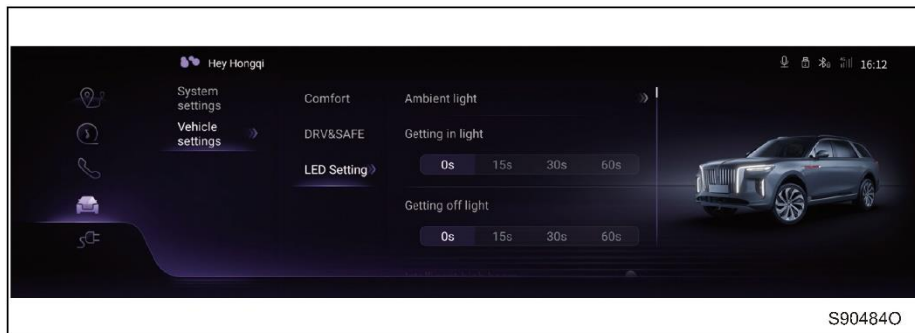 Hey Hongqi
16:12
System
settings
Vehicle
settings
Comfort
DRV&SAFE
LED Setting
Ambient light
Getting in light
0s 15s 30s 60s
Getting off light
0s 15s 30s 60s
S90484O